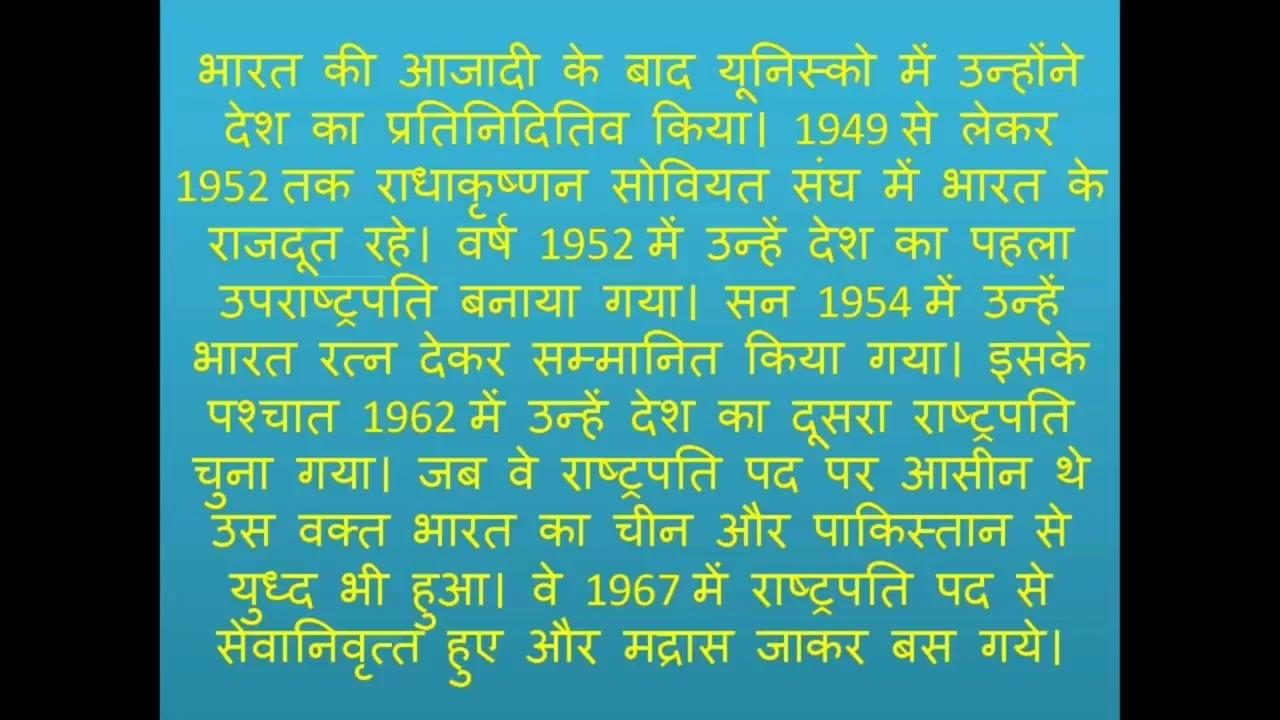 भारत की आजादी के बाद यूनिस्को में उन्होंने
देश का प्रतिनिदितिव किया। 1949 से लेकर
1952 तक राधाकृष्णन सोवियत संघ में भारत के
राजदूत रहे। वर्ष 1952 में उन्हें देश का पहला
उपराष्ट्रपति बनाया गया। सन 1954 में उन्हें
भारत रत्न देकर सम्मानित किया गया। इसके
पश्चात 1962 में उन्हें देश का दूसरा राष्ट्रपति
चुना गया। जब वे राष्ट्रपति पद पर आसीन थे
उस वक्त भारत का चीन और पाकिस्तान से
युध्द भी हुआ। वे 1967 में राष्ट्रपति पद से
सेवानिवृत्त हुए और मद्रास जाकर बस गये।